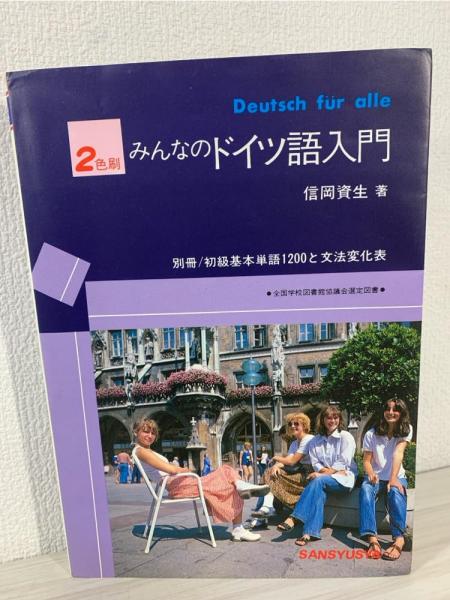 Deutsch für alle
2色刷
みんなのドイツ語入門
信岡資生 著
別冊/初級基本単語1200と文法変化表
●全国学校図書館協議会選定図書●
SANSYUSYA